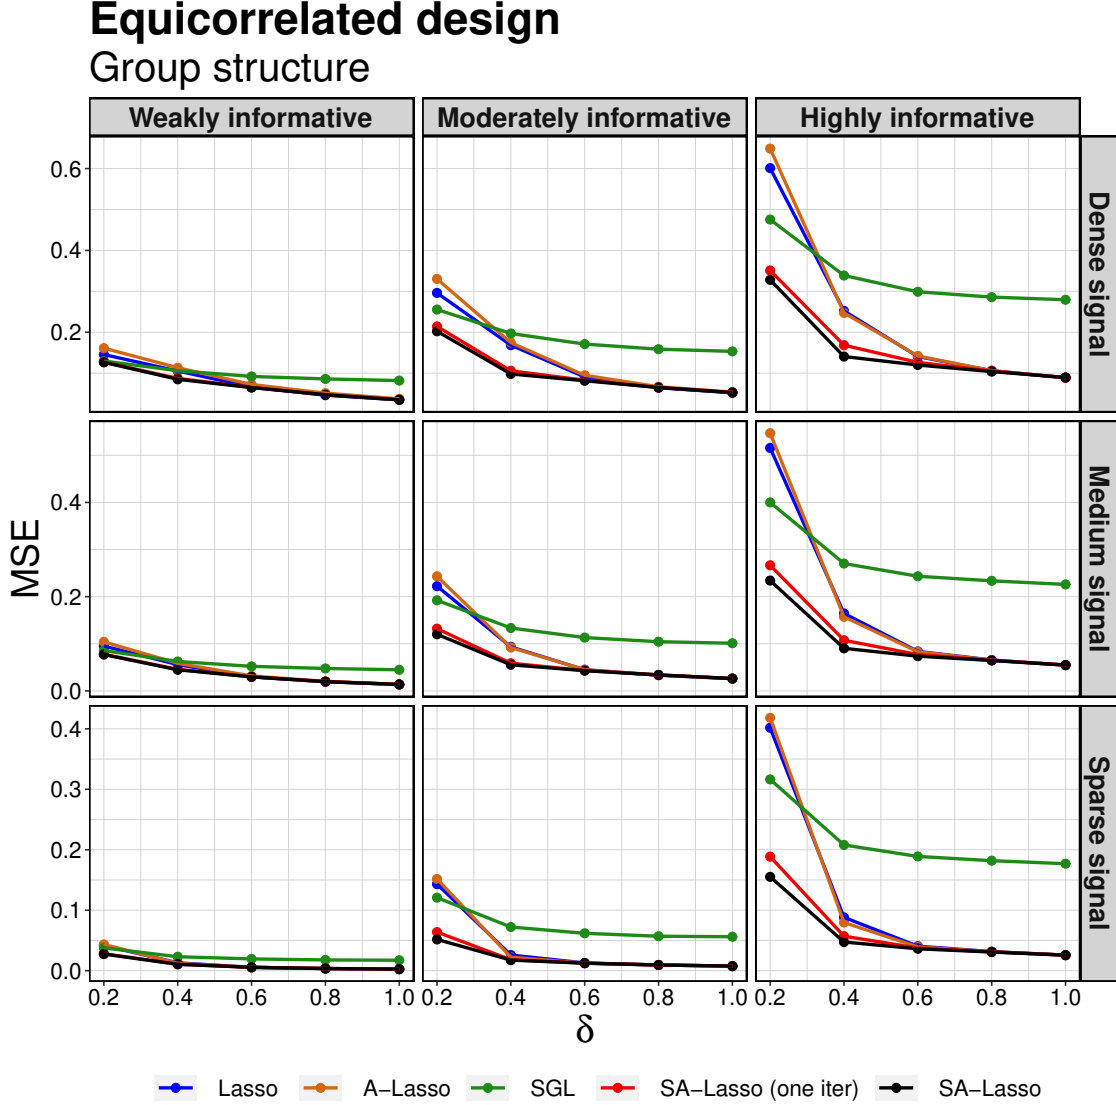 Equicorrelated design
Group structure
Weakly informative
Moderately informative
Highly informative
0.6
0.4
0.2
Dense signal
0.4
0.2
0.0
Medium signal
MSE
0.4
0.3
0.2
0.1
0.0
Sparse signal
0.2 0.4 0.6 0.8 1.0
0.2 0.4 0.6 0.8 1.0
0.2 0.4 0.6 0.8 1.0
δ
Lasso A−Lasso SGL SA−Lasso (one iter) SA−Lasso